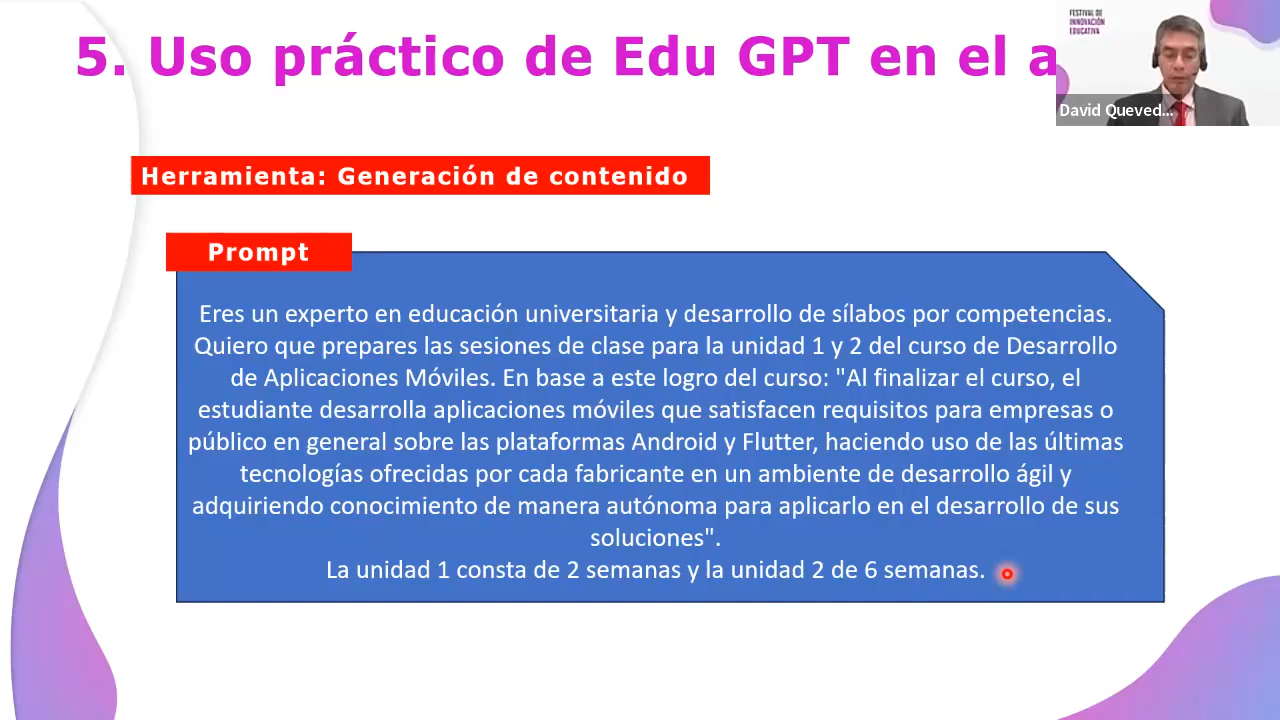 5. Uso práctico de Edu GPT en el a
FESTIVAL DE
INNOVACIÓN
EDUCATIVA
David Queved...
Herramienta: Generación de contenido
Prompt
Eres un experto en educación universitaria y desarrollo de sílabos por competencias.
Quiero que prepares las sesiones de clase para la unidad 1 y 2 del curso de Desarrollo
de Aplicaciones Móviles. En base a este logro del curso: "Al finalizar el curso, el
estudiante desarrolla aplicaciones móviles que satisfacen requisitos para empresas o
público en general sobre las plataformas Android y Flutter, haciendo uso de las últimas
tecnologías ofrecidas por cada fabricante en un ambiente de desarrollo ágil y
adquiriendo conocimiento de manera autónoma para aplicarlo en el desarrollo de sus
soluciones".
La unidad 1 consta de 2 semanas y la unidad 2 de 6 semanas.